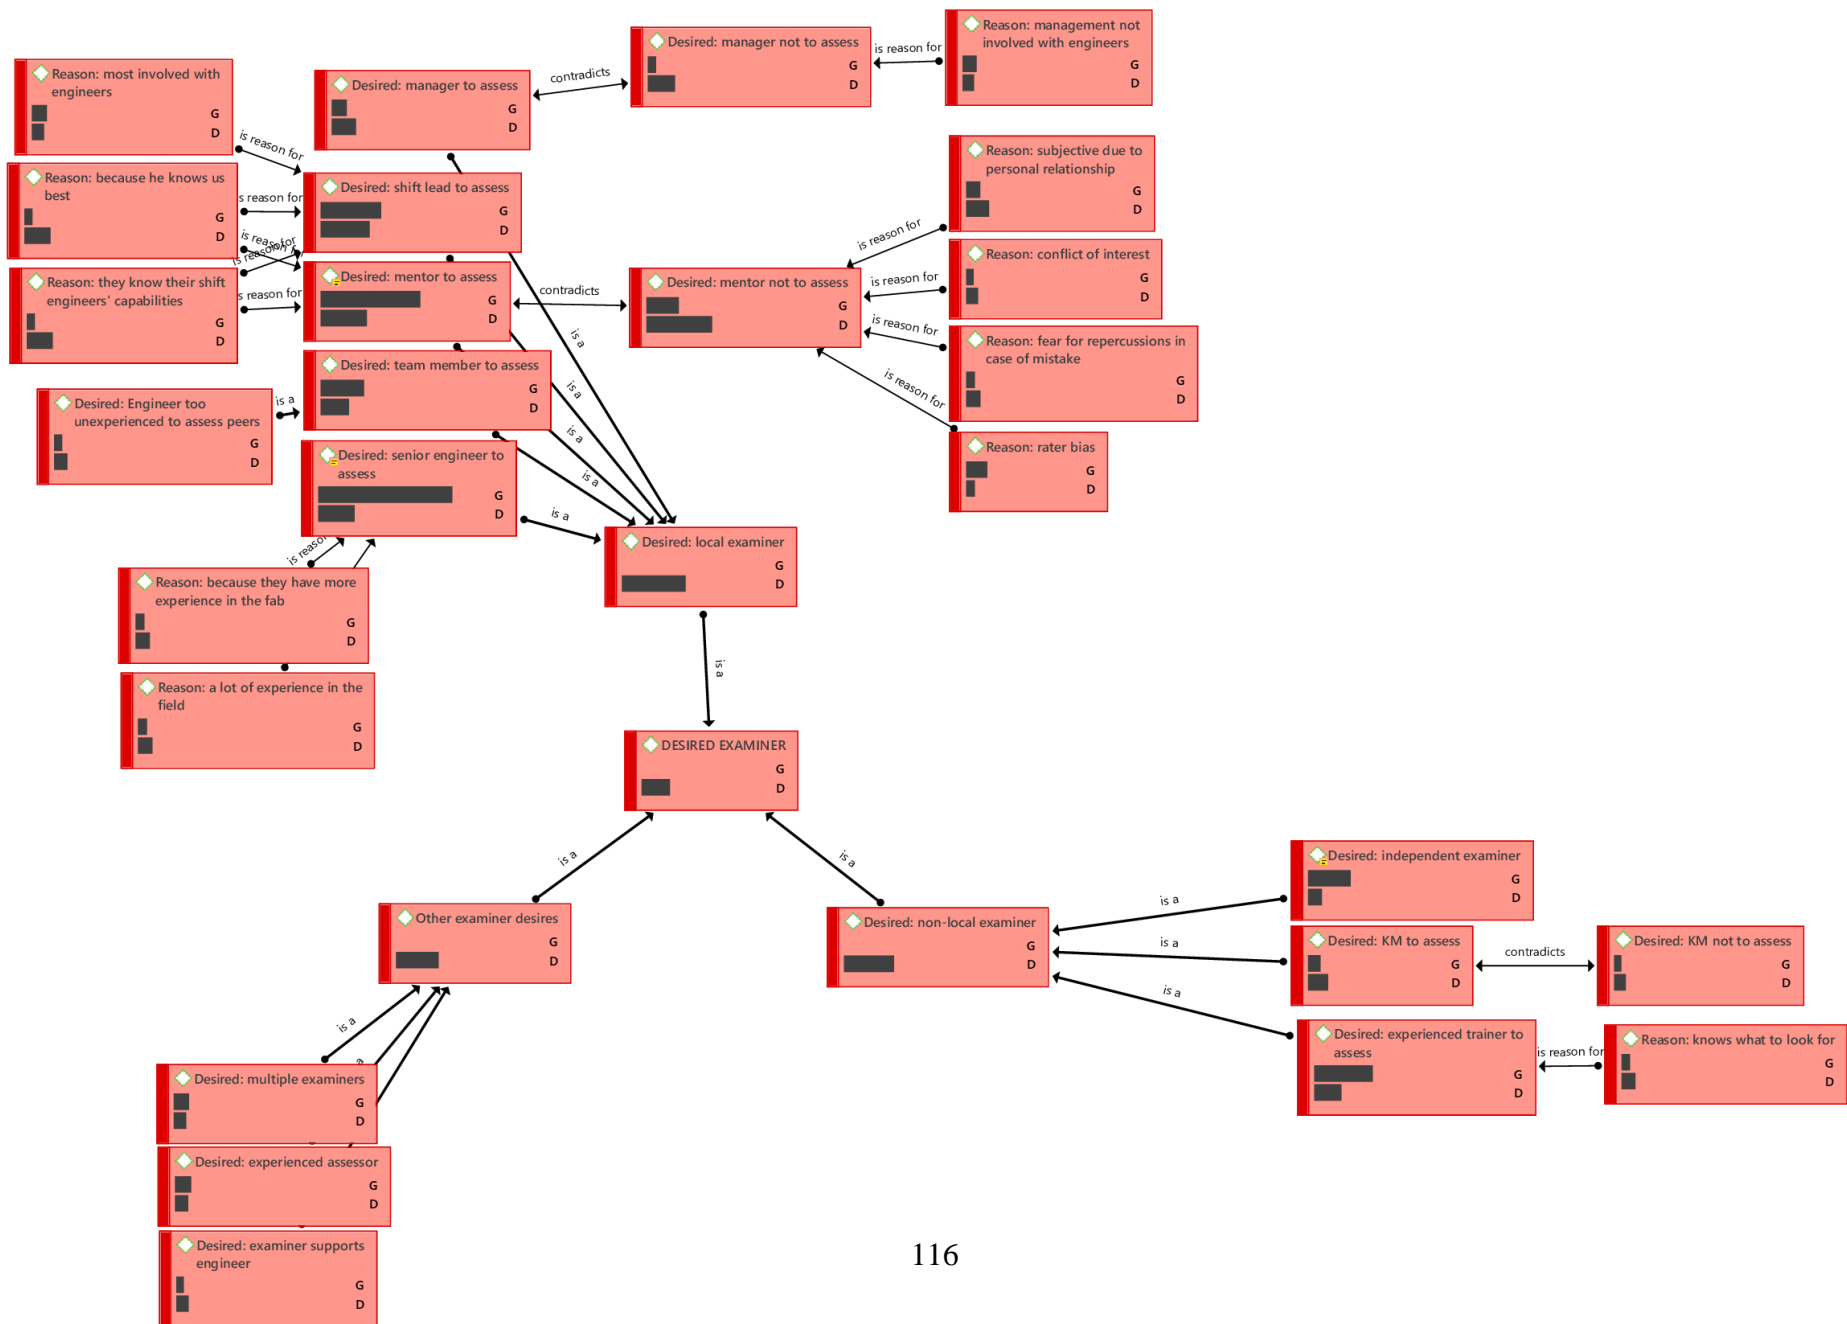 Reason: management not
involved with engineers
G
D
Desired: manager not to assess
G
D
is reason for
contradicts
Reason: most involved with
engineers
G
D
Desired: manager to assess
G
D
is reason for
Reason: subjective due to
personal relationship
G
D
Reason: because he knows us
best
G
D
s reason for
Desired: shift lead to assess
G
D
is reason for
is reason for
is reason for
Reason: conflict of interest
G
D
Reason: they know their shift
engineers' capabilities
G
D
s reason for
Desired: mentor to assess
G
D
contradicts
Desired: mentor not to assess
G
D
is reason for
is reason for
is reason for
Reason: fear for repercussions in
case of mistake
G
D
is a
Desired: team member to assess
G
D
Desired: Engineer too
unexperienced to assess peers
G
D
is a
is a
is a
is a
Reason: rater bias
G
D
Desired: senior engineer to
assess
G
D
is a
Desired: local examiner
G
D
is reason
Reason: because they have more
experience in the fab
G
D
Reason: a lot of experience in the
field
G
D
is a
DESIRED EXAMINER
G
D
is a
is a
Desired: independent examiner
G
D
Other examiner desires
G
D
Desired: non-local examiner
G
D
is a
is a
is a
Desired: KM to assess
G
D
contradicts
Desired: KM not to assess
G
D
Desired: experienced trainer to
assess
G
D
is reason for
Reason: knows what to look for
G
D
is a
a
Desired: multiple examiners
G
D
Desired: experienced assessor
G
D
Desired: examiner supports
engineer
G
D
116